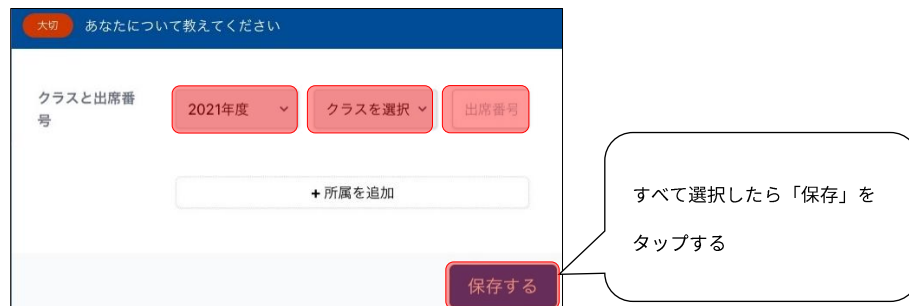 大切 あなたについて教えてください
クラスと出席番
号
2021年度 クラスを選択 出席番号
+ 所属を追加
すべて選択したら「保存」を
タップする
保存する